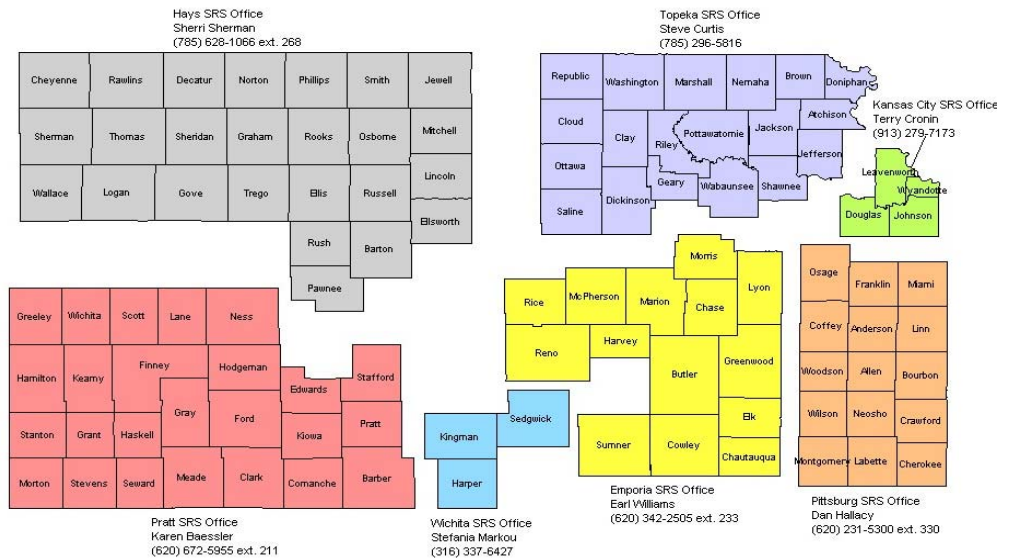 Hays SRS Office
Sherri Sherman
(785) 628-1066 ext. 268
Cheyenne Rawlins Decatur Norton Phillips Smith Jewell
Sherman Thomas Sheridan Graham Rooks Osborne Mitchell
Lincoln
Wallace Logan Gove Trego Ellis Russell
Ellsworth
Rush Barton
Pawnee
Topeka SRS Office
Steve Curtis
(785) 296-5816
Republic Washington Marshall Nemaha Brown Doniphan
Cloud Clay Riley Pottawatomie Jackson Atchison
Jefferson
Ottawa Geary Wabaunsee Shawnee
Saline Dickinson
Kansas City SRS Office
Terry Cronin
(913) 279-7173
Leavenworth
Wyandotte
Douglas Johnson
Greeley Wichita Scott Lane Ness
Hamilton Kearny Finney Hodgeman Edwards Stafford
Stanton Grant Haskell Gray Ford Kiowa Pratt
Morton Stevens Seward Meade Clark Comanche Barber
Pratt SRS Office
Karen Baessler
(620) 672-5955 ext. 211
Sedgwick
Kingman
Harper
Wichita SRS Office
Stefania Markou
(316) 337-6427
Morris
Rice McPherson Marion Chase Lyon
Reno Harvey Butler Greenwood
Elk
Sumner Cowley Chautauqua
Emporia SRS Office
Earl Williams
(620) 342-2505 ext. 233
Osage Franklin Miami
Coffey Anderson Linn
Woodson Allen Bourbon
Wilson Neosho Crawford
Montgomery Labette Cherokee
Pittsburg SRS Office
Dan Hallacy
(620) 231-5300 ext. 330